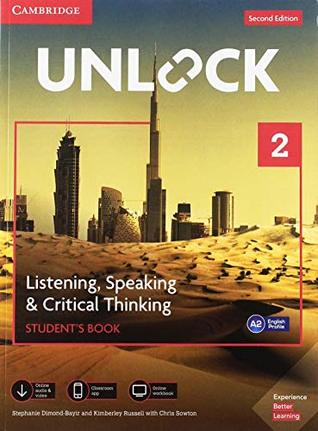 CAMBRIDGE
Second Edition
UNLOCK
2
Listening, Speaking
& Critical Thinking
STUDENT'S BOOK
A2
English
Profile
Online
audio &
video
Classroom
app
Online
workbook
Experience
Better
Learning
Stephanie Dimond-Bayir and Kimberley Russell with Chris Sowton